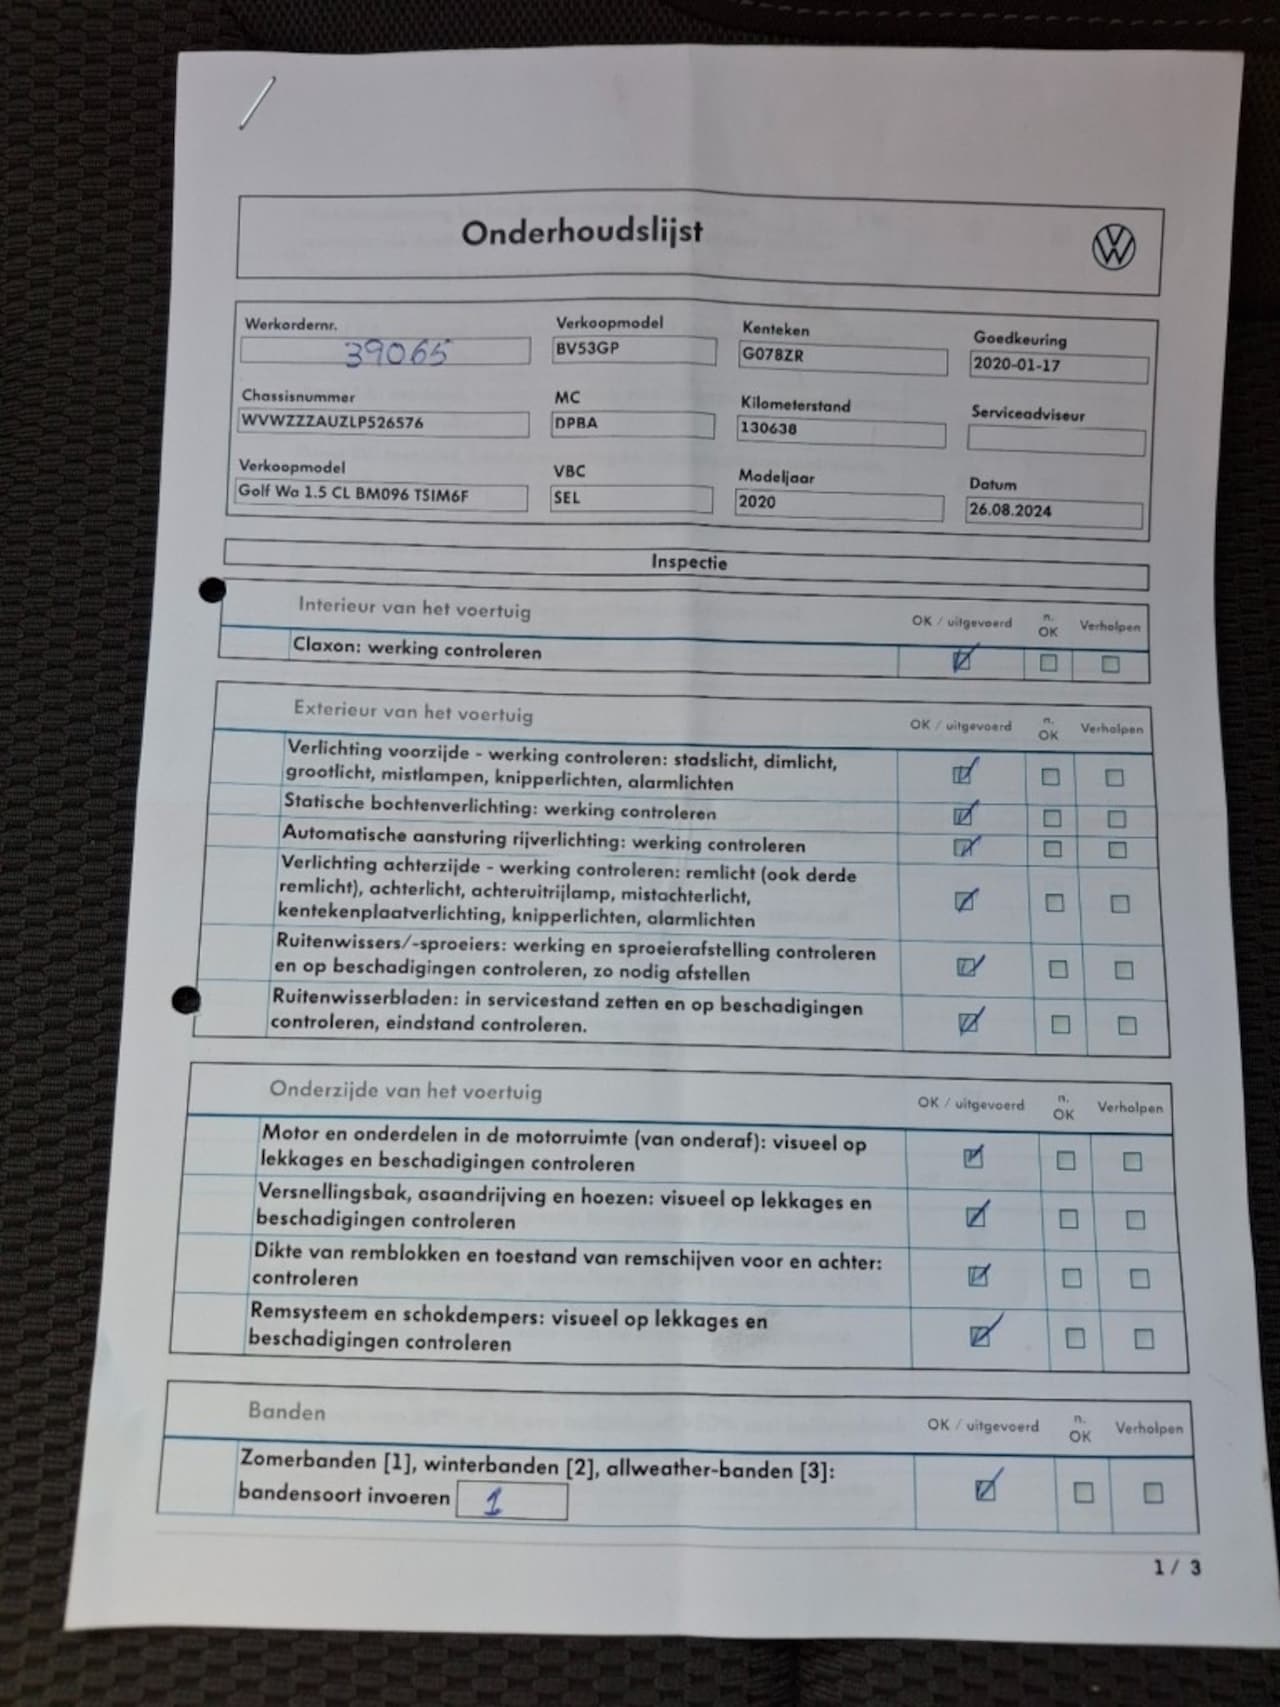 Onderhoudslijst
Werkordernr. Verkoopmodel Kenteken Goedkeuring
39065 BV53GP G078ZR 2020-01-17
Chassisnummer MC Kilometerstand Serviceadviseur
WVWZZZAUZLP526576 DPBA 130638
Verkoopmodel VBC Modeljaar Datum
Golf Wa 1.5 CL BM096 TSIM6F SEL 2020 26.08.2024
Inspectie
Interieur van het voertuig OK / uitgevoerd n. OK Verholpen
Claxon: werking controleren
Exterieur van het voertuig OK / uitgevoerd n. OK Verholpen
Verlichting voorzijde - werking controleren: stadslicht, dimlicht,
grootlicht, mistlampen, knipperlichten, alarmlichten
Statische bochtenverlichting: werking controleren
Automatische aansturing rijverlichting: werking controleren
Verlichting achterzijde - werking controleren: remlicht (ook derde
remlicht), achterlicht, achteruitrijlamp, mistachterlicht,
kentekenplaatverlichting, knipperlichten, alarmlichten
Ruitenwissers/-sproeiers: werking en sproeierafstelling controleren
en op beschadigingen controleren, zo nodig afstellen
Ruitenwisserbladen: in servicestand zetten en op beschadigingen
controleren, eindstand controleren.
Onderzijde van het voertuig OK / uitgevoerd n. OK Verholpen
Motor en onderdelen in de motorruimte (van onderaf): visueel op
lekkages en beschadigingen controleren
Versnellingsbak, asaandrijving en hoezen: visueel op lekkages en
beschadigingen controleren
Dikte van remblokken en toestand van remschijven voor en achter:
controleren
Remsysteem en schokdempers: visueel op lekkages en
beschadigingen controleren
Banden OK / uitgevoerd n. OK Verholpen
Zomerbanden [1], winterbanden [2], allweather-banden [3]:
bandensoort invoeren 1
1 / 3